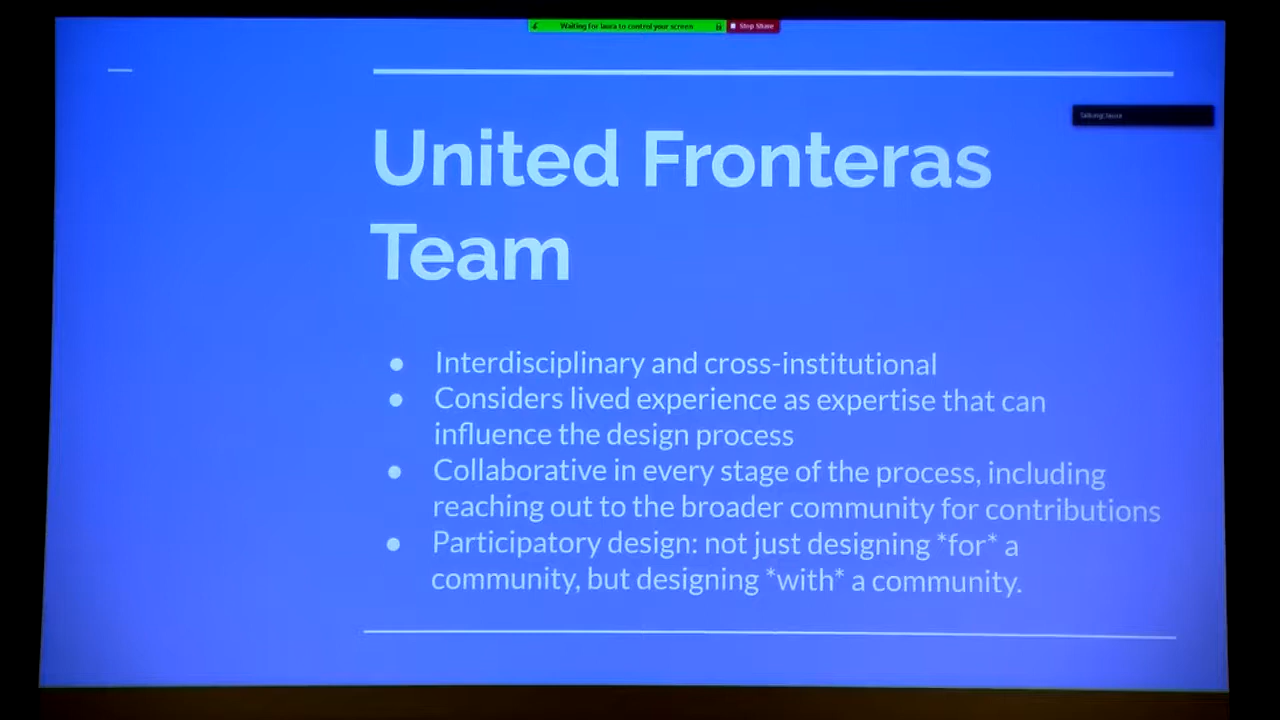 Waiting for laura to control your screen
Stop Share
Talking: laura
United Fronteras
Team
● Interdisciplinary and cross-institutional
● Considers lived experience as expertise that can
influence the design process
● Collaborative in every stage of the process, including
reaching out to the broader community for contributions
● Participatory design: not just designing *for* a
community, but designing *with* a community.